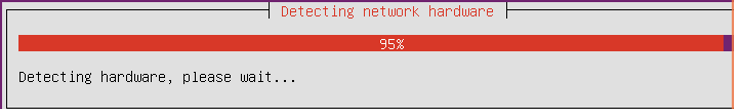 Detecting network hardware
95%
Detecting hardware, please wait...